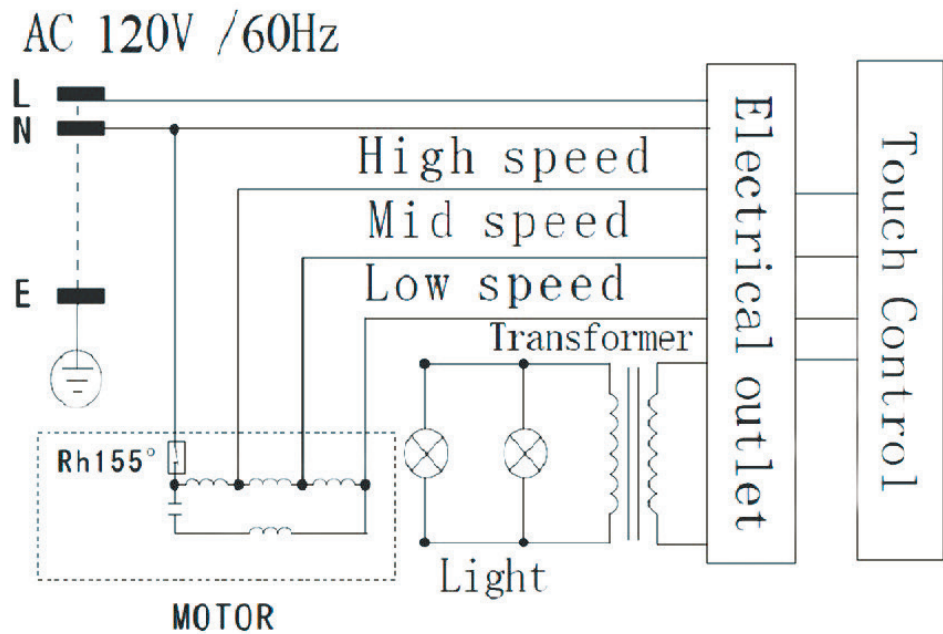 AC 120V /60Hz
L
N
High speed
Mid speed
Low speed
E
Transformer
Electrical outlet
Touch Control
Rh155°
Light
MOTOR